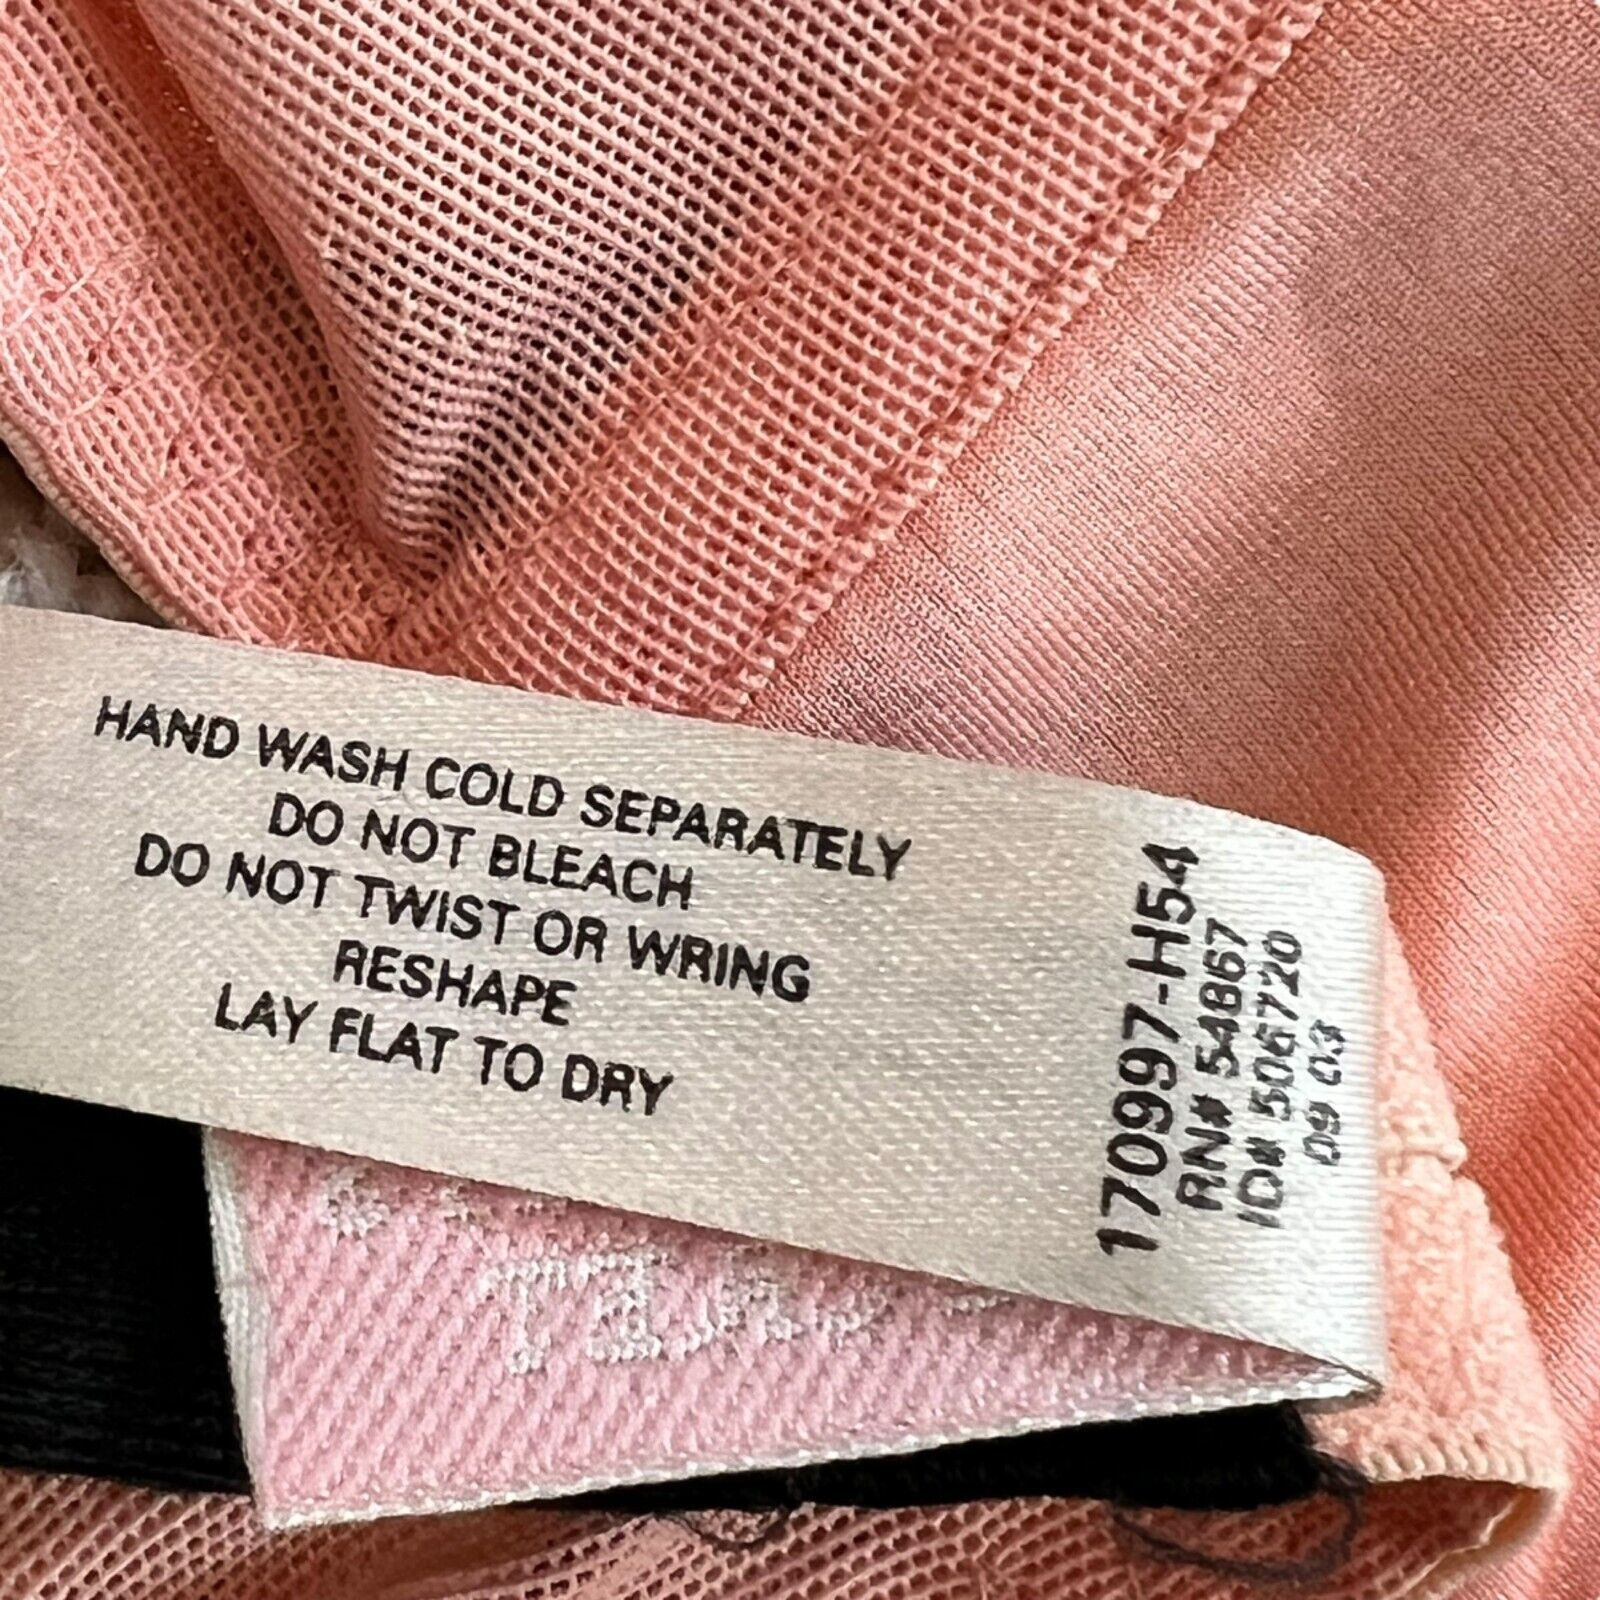 HAND WASH COLD SEPARATELY
DO NOT BLEACH
DO NOT TWIST OR WRING
RESHAPE
LAY FLAT TO DRY
170997-H54
RN# 54867
ID# 506720
09 03